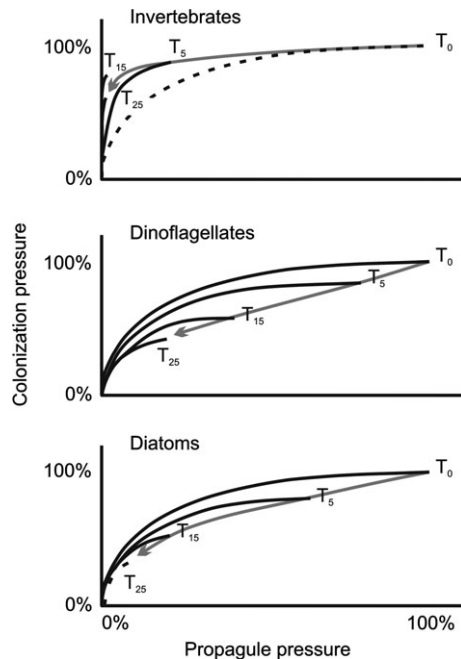 Invertebrates
100%
T15
T5
T0
T25
0%
Colonization pressure
Dinoflagellates
100%
T0
T5
T15
T25
0%
Diatoms
100%
T0
T5
T15
T25
0%
0%
100%
Propagule pressure